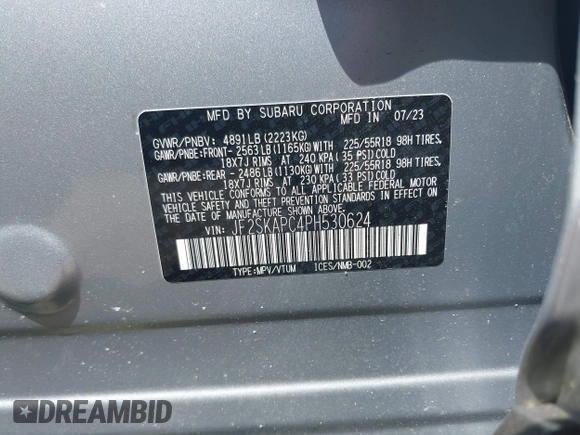 MFD BY SUBARU CORPORATION
MFD IN 07/23
GVWR/PNBV: 4891LB(2223KG)
GAWR/PNBE:FRONT- 2563LB(1165KG)WITH 225/55R18 98H TIRES,
18X7J RIMS AT 240 KPA(35 PSI)COLD
GAWR/PNBE:REAR - 2486LB(1130KG)WITH 225/55R18 98H TIRES,
18X7J RIMS AT 230 KPA(33 PSI)COLD
THIS VEHICLE CONFORMS TO ALL APPLICABLE FEDERAL MOTOR
VEHICLE SAFETY AND THEFT PREVENTION STANDARDS IN EFFECT
ON THE DATE OF MANUFACTURE SHOWN ABOVE.
VIN: JF2SKAPC4PH530624
TYPE:MPV/VTUM ICES/NMB-002
DREAMBID